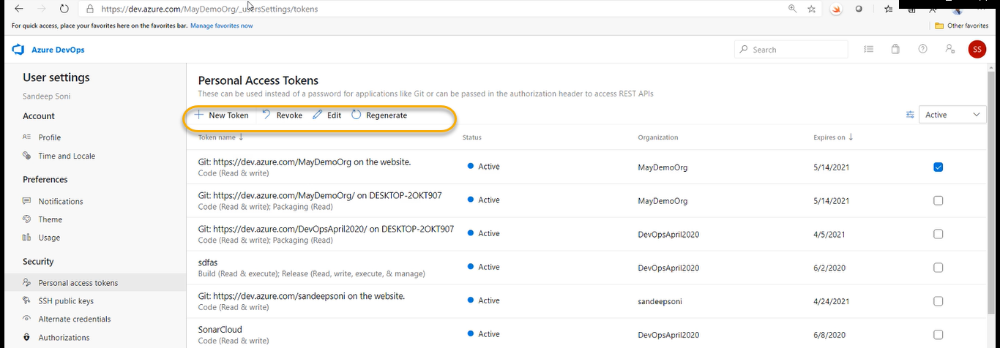 https://dev.azure.com/MayDemoOrg/_usersSettings/tokens
For quick access, place your favorites here on the favorites bar. Manage favorites now
Other favorites
Azure DevOps
Search
SS
User settings
Sandeep Soni
Account
Profile
Time and Locale
Preferences
Notifications
Theme
Usage
Security
Personal access tokens
SSH public keys
Alternate credentials
Authorizations
Personal Access Tokens
These can be used instead of a password for applications like Git or can be passed in the authorization header to access REST APIs
New Token Revoke Edit Regenerate
Active
Token name ↓ Status Organization Expires on ↓
Git: https://dev.azure.com/MayDemoOrg on the website.
Code (Read & write)
Active MayDemoOrg 5/14/2021
Git: https://dev.azure.com/MayDemoOrg/ on DESKTOP-2OKT907
Code (Read & write); Packaging (Read)
Active MayDemoOrg 5/14/2021
Git: https://dev.azure.com/DevOpsApril2020/ on DESKTOP-2OKT907
Code (Read & write); Packaging (Read)
Active DevOpsApril2020 4/5/2021
sdfas
Build (Read & execute); Release (Read, write, execute, & manage)
Active DevOpsApril2020 6/2/2020
Git: https://dev.azure.com/sandeepsoni on the website.
Code (Read & write)
Active sandeepsoni 4/24/2021
SonarCloud
Code (Read & write)
Active DevOpsApril2020 6/8/2020